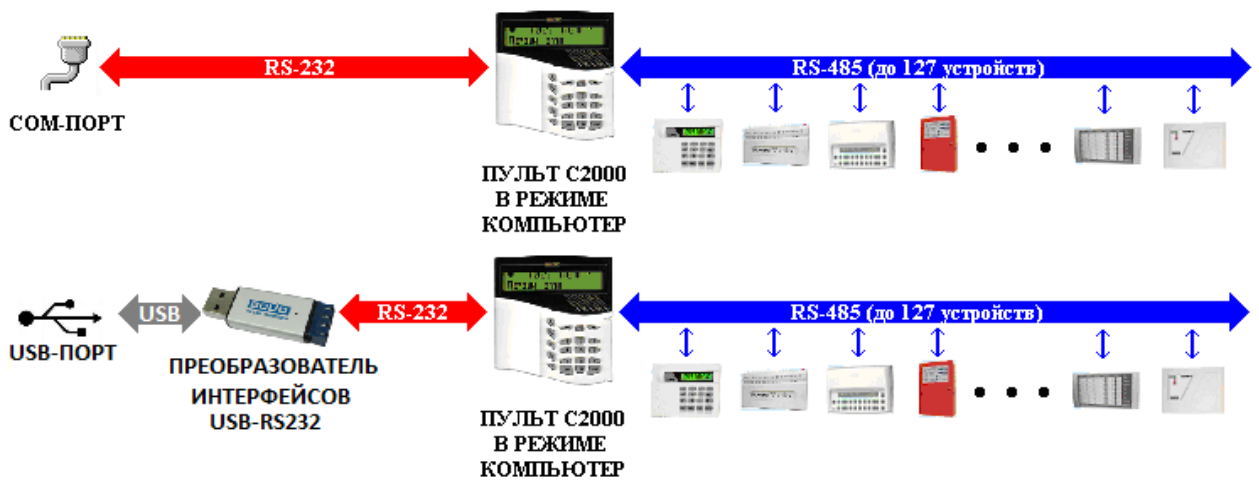 RS-232
RS-485 (до 127 устройств)
COM-ПОРТ
ПУЛЬТ С2000
В РЕЖИМЕ
КОМПЬЮТЕР
USB
RS-232
RS-485 (до 127 устройств)
USB-ПОРТ
ПРЕОБРАЗОВАТЕЛЬ
ИНТЕРФЕЙСОВ
USB-RS232
ПУЛЬТ С2000
В РЕЖИМЕ
КОМПЬЮТЕР